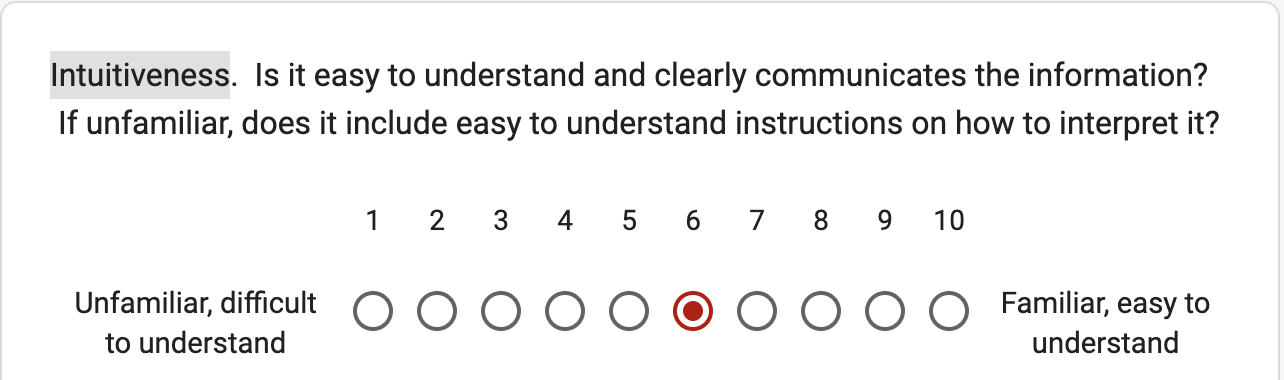 Intuitiveness.  Is it easy to understand and clearly communicates the information?
If unfamiliar, does it include easy to understand instructions on how to interpret it?
1 2 3 4 5 6 7 8 9 10
Unfamiliar, difficult
to understand
Familiar, easy to
understand